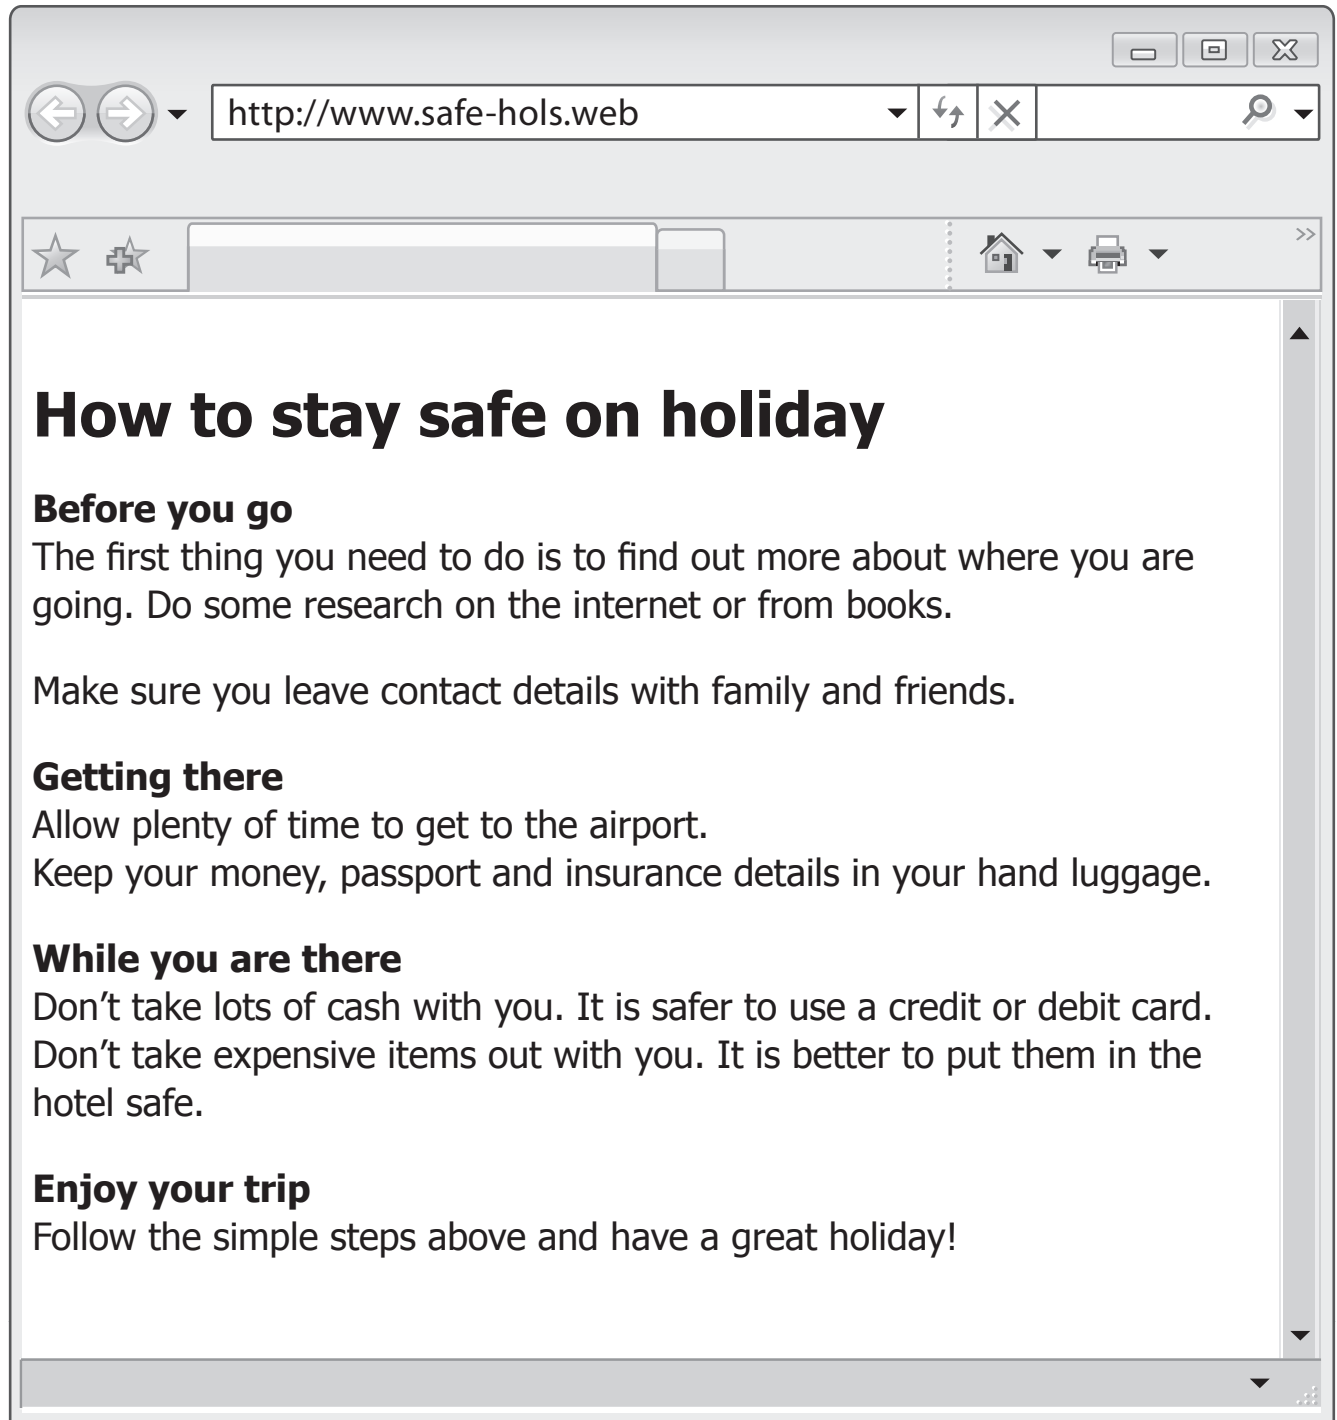 http://www.safe-hols.web
How to stay safe on holiday
Before you go
The first thing you need to do is to find out more about where you are
going. Do some research on the internet or from books.
Make sure you leave contact details with family and friends.
Getting there
Allow plenty of time to get to the airport.
Keep your money, passport and insurance details in your hand luggage.
While you are there
Don’t take lots of cash with you. It is safer to use a credit or debit card.
Don’t take expensive items out with you. It is better to put them in the
hotel safe.
Enjoy your trip
Follow the simple steps above and have a great holiday!